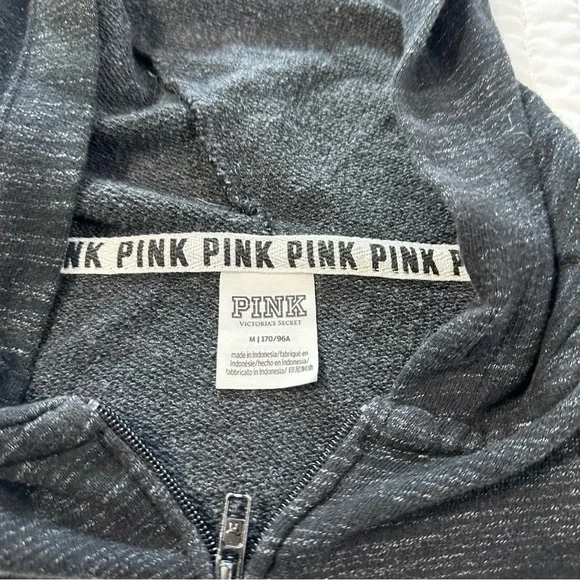 NK PINK PINK PINK PINK P
PINK
VICTORIA'S SECRET
M | 170/96A
made in Indonesia/fabriqué en
Indonésie/hecho en Indonesia/
fabbricato in Indonesia/